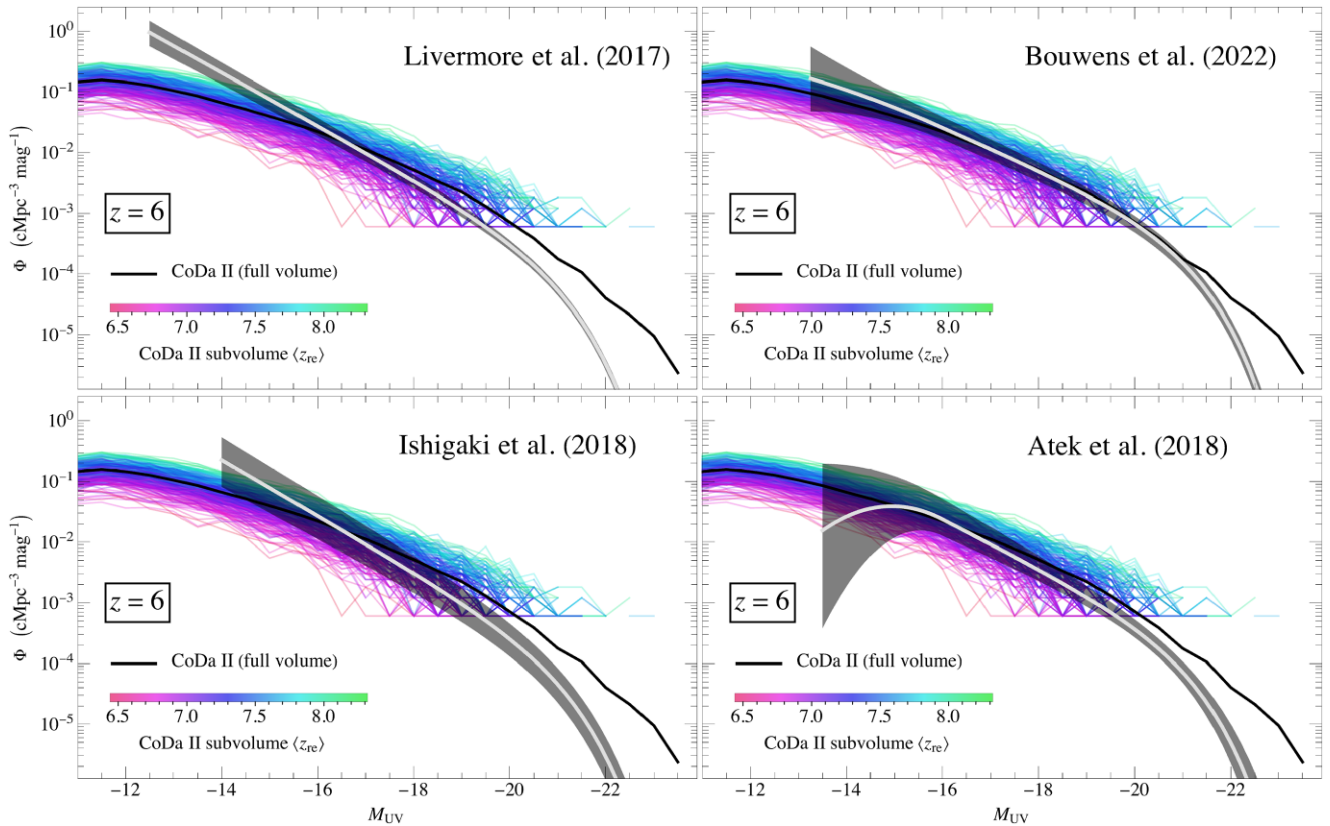 Livermore et al. (2017)
10⁰
10⁻¹
10⁻²
10⁻³
10⁻⁴
10⁻⁵
Φ (cMpc⁻³ mag⁻¹)
z = 6
CoDa II (full volume)
6.5 7.0 7.5 8.0
CoDa II subvolume ⟨z_re⟩
Bouwens et al. (2022)
z = 6
CoDa II (full volume)
6.5 7.0 7.5 8.0
CoDa II subvolume ⟨z_re⟩
Ishigaki et al. (2018)
10⁰
10⁻¹
10⁻²
10⁻³
10⁻⁴
10⁻⁵
Φ (cMpc⁻³ mag⁻¹)
z = 6
CoDa II (full volume)
6.5 7.0 7.5 8.0
CoDa II subvolume ⟨z_re⟩
−12 −14 −16 −18 −20 −22
M_UV
Atek et al. (2018)
z = 6
CoDa II (full volume)
6.5 7.0 7.5 8.0
CoDa II subvolume ⟨z_re⟩
−12 −14 −16 −18 −20 −22
M_UV